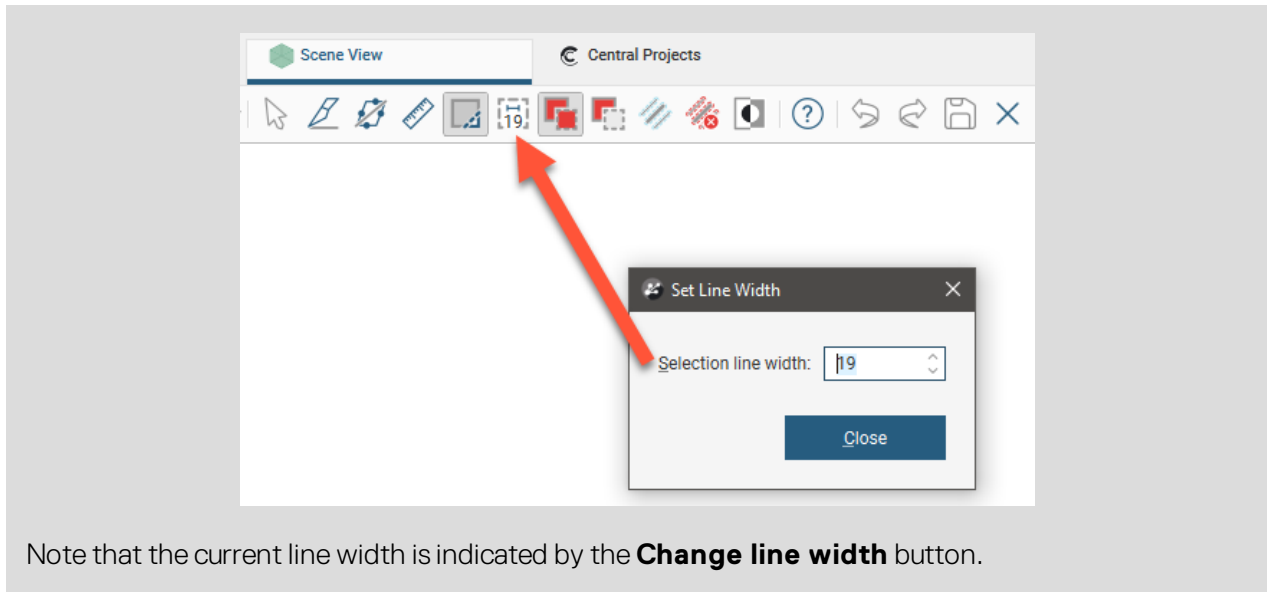 Scene View
Central Projects
19
?
Set Line Width
Selection line width: 19
Close
Note that the current line width is indicated by the Change line width button.